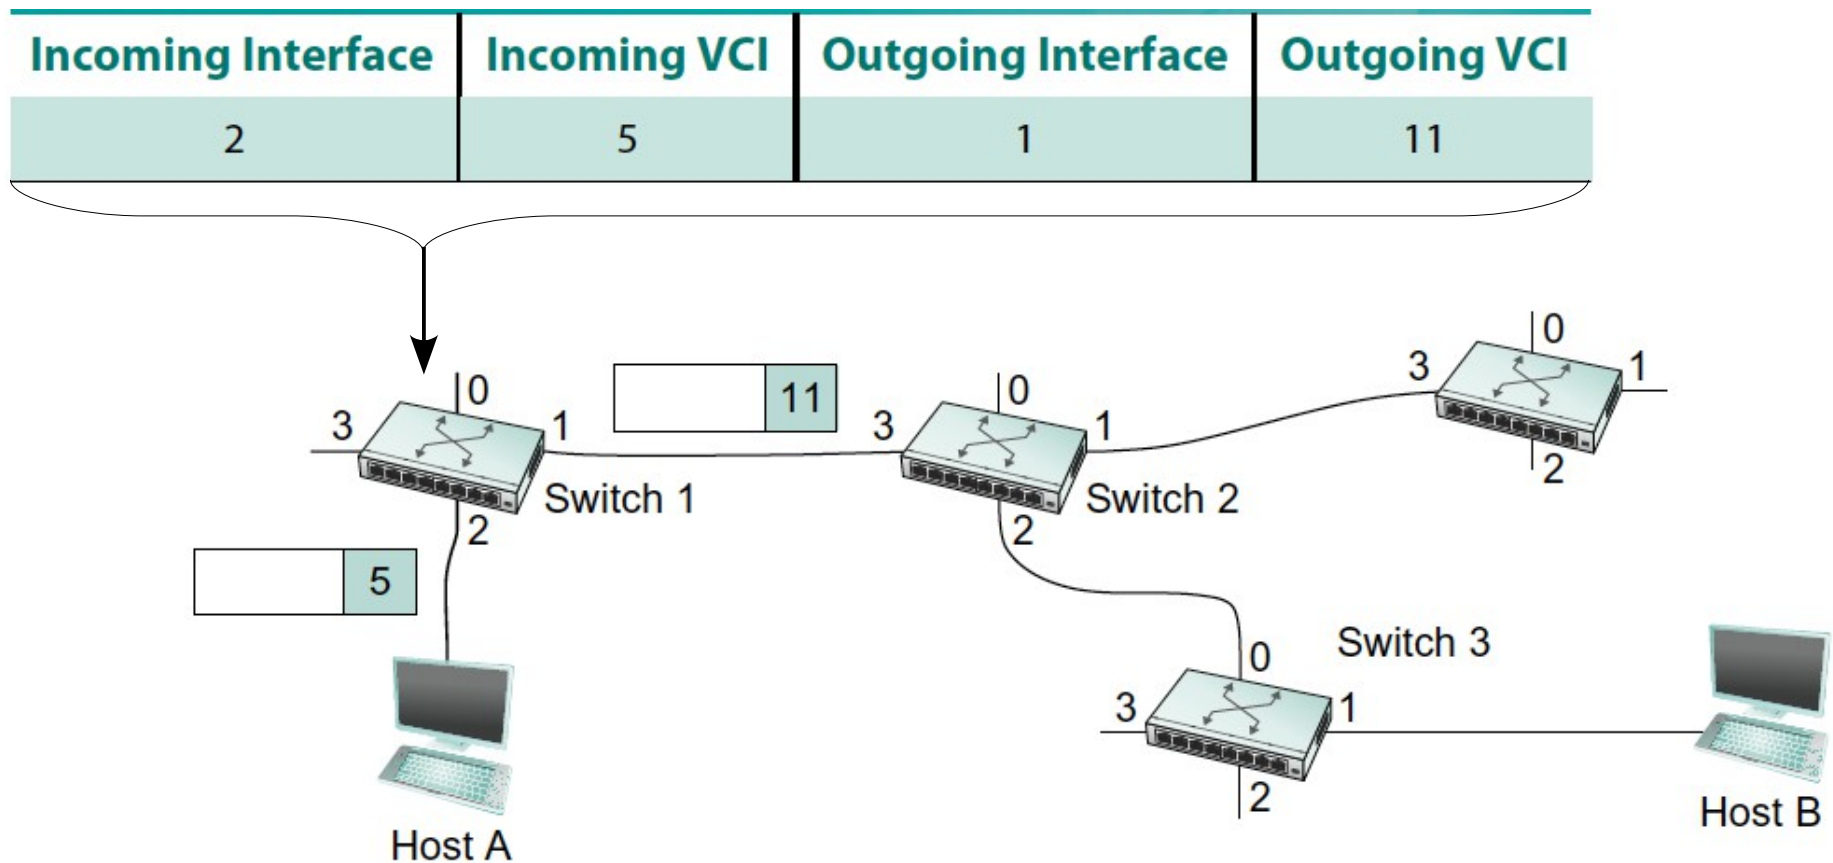 Incoming Interface Incoming VCI Outgoing Interface Outgoing VCI
2 5 1 11
0
3 1
2
0
11
0
3 1
Switch 1
2
3 1
Switch 2
2
5
0
Switch 3
3 1
2
Host A
Host B